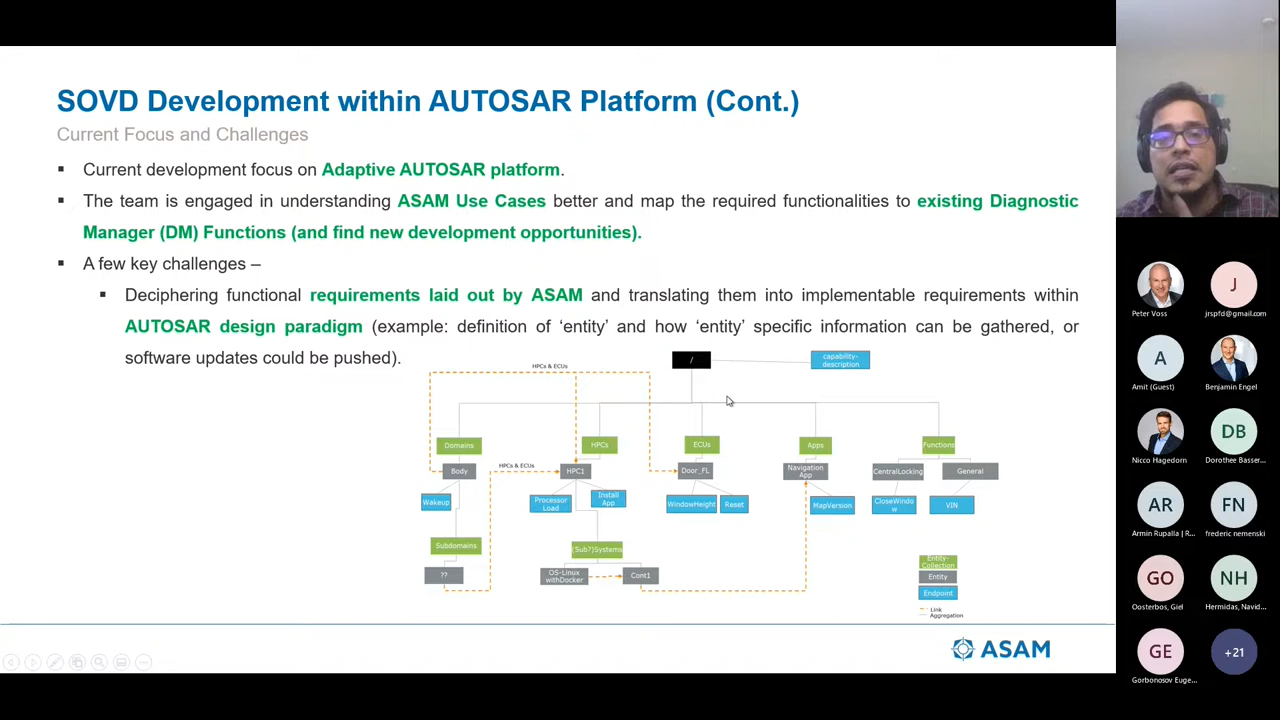 SOVD Development within AUTOSAR Platform (Cont.)
Current Focus and Challenges
▪ Current development focus on Adaptive AUTOSAR platform.
▪ The team is engaged in understanding ASAM Use Cases better and map the required functionalities to existing Diagnostic
Manager (DM) Functions (and find new development opportunities).
▪ A few key challenges –
▪ Deciphering functional requirements laid out by ASAM and translating them into implementable requirements within
AUTOSAR design paradigm (example: definition of ‘entity’ and how ‘entity’ specific information can be gathered, or
software updates could be pushed).
/
capability-
description
HPCs & ECUs
Domains
HPCs
ECUs
Apps
Functions
HPCs & ECUs
Body
HPC1
Door_FL
Navigation
App
CentralLocking
General
Wakeup
Processor
Load
Install
App
WindowHeight
Reset
MapVersion
CloseWindo
w
VIN
Subdomains
(Sub?)Systems
??
OS-Linux
withDocker
Cont1
Entity-
Collection
Entity
Endpoint
Link
Aggregation
ASAM
Peter Voss
J
jrspfd@gmail.com
A
Amit (Guest)
Benjamin Engel
Nicco Hagedorn
DB
Dorothee Basser...
AR
Armin Rupalla | R...
FN
frederic nemenski
GO
Oosterbos, Giel
NH
Hermidas, Navid...
GE
Gorbonosov Euge...
+21